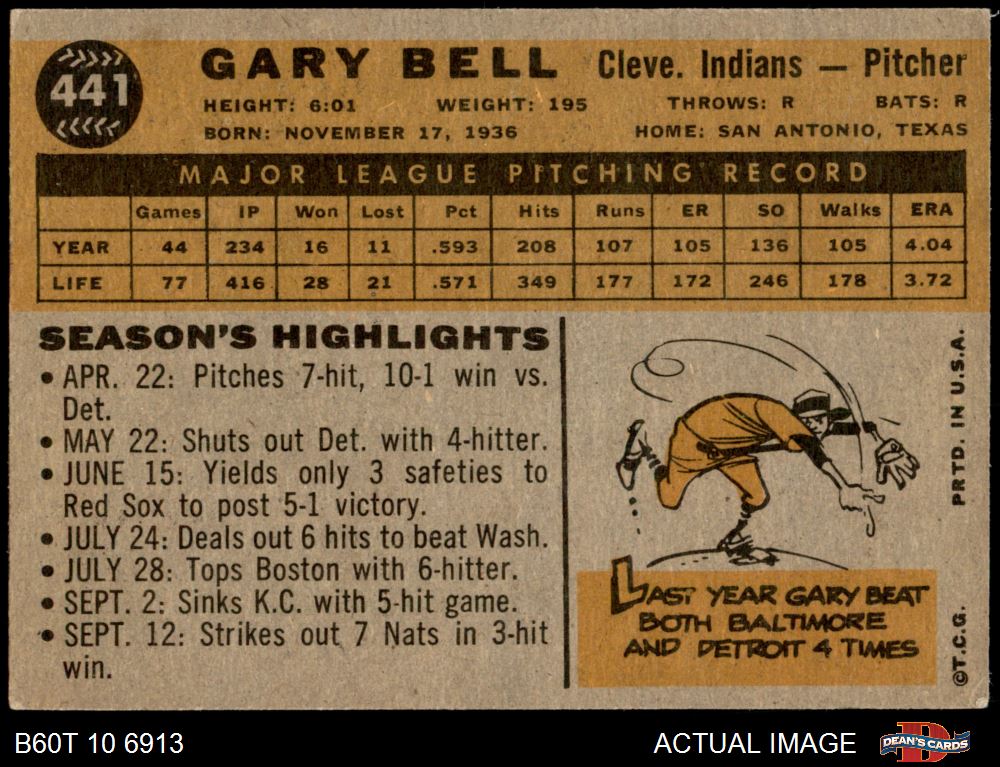 441
GARY BELL Cleve. Indians — Pitcher
HEIGHT: 6:01 WEIGHT: 195 THROWS: R BATS: R
BORN: NOVEMBER 17, 1936 HOME: SAN ANTONIO, TEXAS
MAJOR LEAGUE PITCHING RECORD
Games IP Won Lost Pct Hits Runs ER SO Walks ERA
YEAR 44 234 16 11 .593 208 107 105 136 105 4.04
LIFE 77 416 28 21 .571 349 177 172 246 178 3.72
SEASON'S HIGHLIGHTS
• APR. 22: Pitches 7-hit, 10-1 win vs.
Det.
• MAY 22: Shuts out Det. with 4-hitter.
• JUNE 15: Yields only 3 safeties to
Red Sox to post 5-1 victory.
• JULY 24: Deals out 6 hits to beat Wash.
• JULY 28: Tops Boston with 6-hitter.
• SEPT. 2: Sinks K.C. with 5-hit game.
• SEPT. 12: Strikes out 7 Nats in 3-hit
win.
LAST YEAR GARY BEAT
BOTH BALTIMORE
AND DETROIT 4 TIMES
©T.C.G. PRTD. IN U.S.A.
B60T 10 6913 ACTUAL IMAGE D DEAN'S CARDS